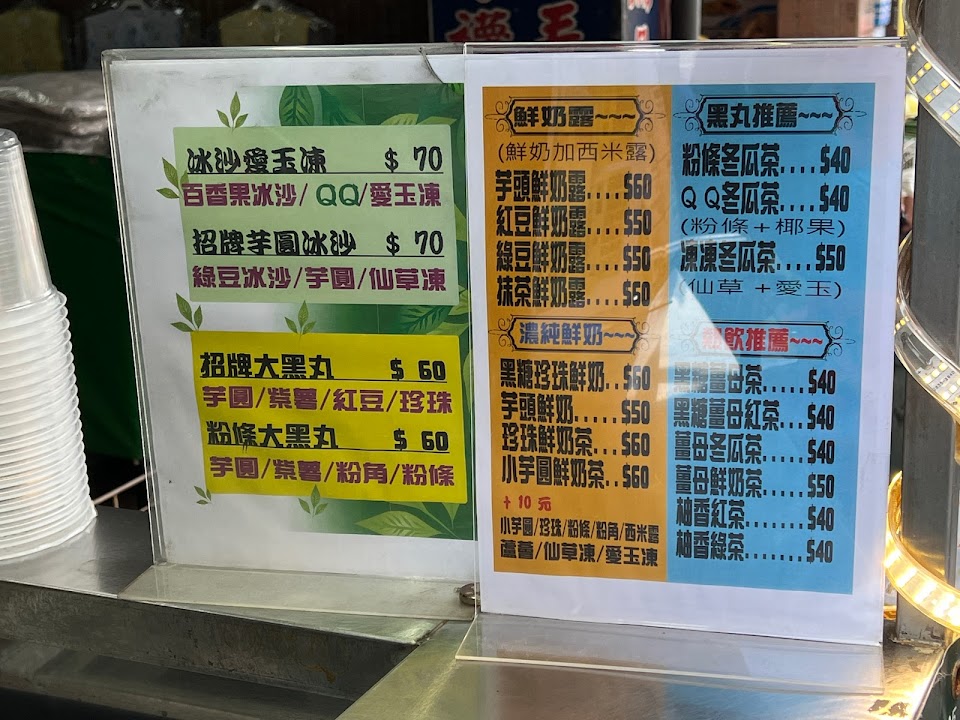 冰沙愛玉凍 $ 70
百香果冰沙/ QQ/愛玉凍
招牌芋圓冰沙 $ 70
綠豆冰沙/芋圓/仙草凍
招牌大黑丸 $ 60
芋圓/紫薯/紅豆/珍珠
粉條大黑丸 $ 60
芋圓/紫薯/粉角/粉條
鮮奶露~~~
(鮮奶加西米露)
芋頭鮮奶露....$60
紅豆鮮奶露....$50
綠豆鮮奶露....$50
抹茶鮮奶露....$60
濃純鮮奶~~~
黑糖珍珠鮮奶..$60
芋頭鮮奶.....$50
珍珠鮮奶茶...$60
小芋圓鮮奶茶..$60
+10元
小芋圓/珍珠/粉條/粉角/西米露
蘆薈/仙草凍/愛玉凍
黑丸推薦~~~
粉條冬瓜茶....$40
QQ冬瓜茶....$40
(粉條+椰果)
凍凍冬瓜茶....$50
(仙草+愛玉)
熱飲推薦~~~
黑糖薑母茶.....$40
黑糖薑母紅茶...$40
薑母冬瓜茶.....$40
薑母鮮奶茶.....$50
柚香紅茶.......$40
柚香綠茶.......$40